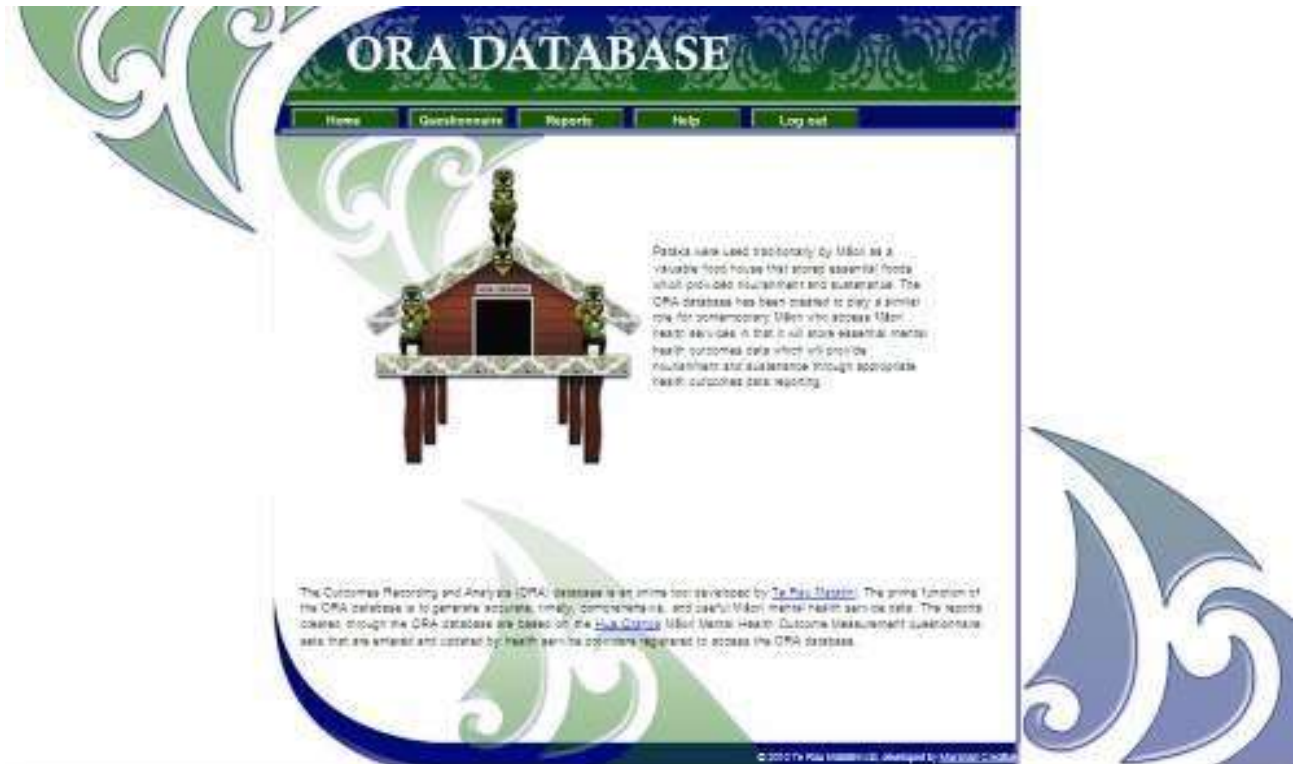 ORA DATABASE
Home Questionnaire Reports Help Log out
Pataka were used traditionally by Māori as a
valuable food house that stored essential foods
which provided nourishment and sustenance. The
ORA database has been created to play a similar
role for contemporary Māori who access Māori
health services in that it will store essential mental
health outcomes data which will provide
nourishment and sustenance through appropriate
health outcomes data reporting.
The Outcomes Recording and Analysis (ORA) database is an online tool developed by Te Rau Matatini. The prime function of
the ORA database is to generate accurate, timely, comprehensive, and useful Māori mental health service data. The reports
created through the ORA database are based on the Hua Oranga Māori Mental Health Outcome Measurement questionnaire
sets that are entered and updated by health service providers registered to access the ORA database.
© 2010 Te Rau Matatini Ltd, developed by